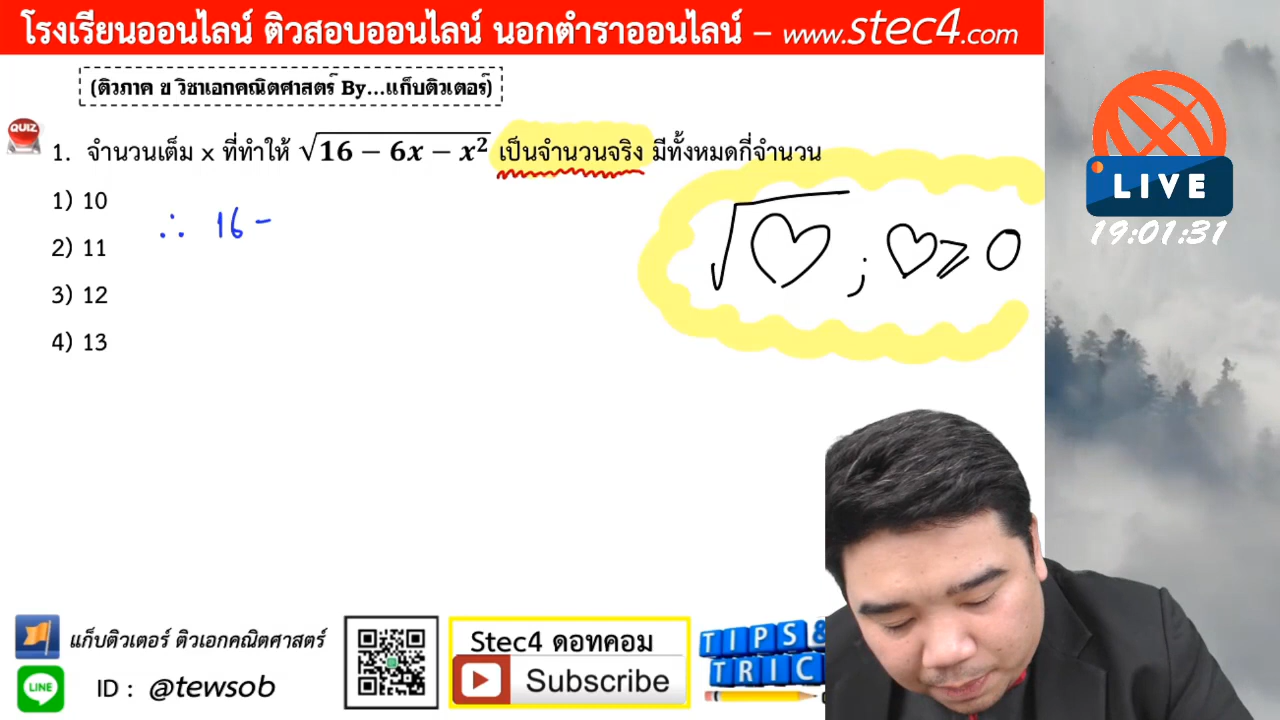 โรงเรียนออนไลน์ ติวสอบออนไลน์ นอกตำราออนไลน์ – www.stec4.com
(ติวภาค ข วิชาเอกคณิตศาสตร์ By...แก็บติวเตอร์)
QUIZ
1. จำนวนเต็ม x ที่ทำให้ √16 − 6x − x² เป็นจำนวนจริง มีทั้งหมดกี่จำนวน
1) 10
2) 11
3) 12
4) 13
∴ 16 -
√♡ ; ♡ ≥ 0
LIVE
19:01:31
แก็บติวเตอร์ ติวเอกคณิตศาสตร์
LINE
ID : @tewsob
Stec4 ดอทคอม
Subscribe
TIPS &
TRIC